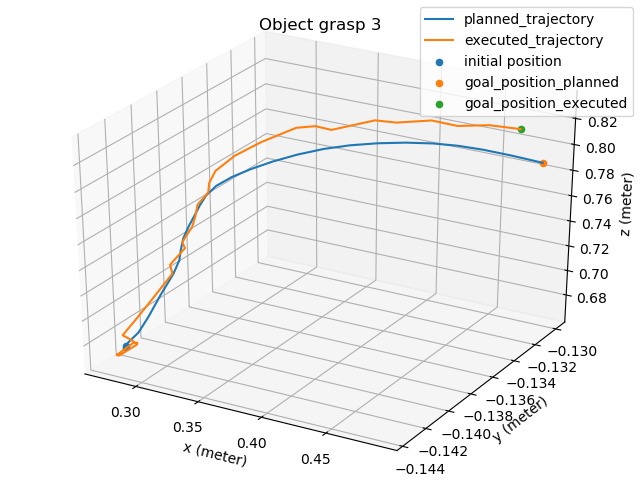 Object grasp 3
planned_trajectory
executed_trajectory
initial position
goal_position_planned
goal_position_executed
0.82
0.80
0.78
0.76
0.74
0.72
0.70
0.68
z (meter)
−0.130
−0.132
−0.134
−0.136
−0.138
−0.140
−0.142
−0.144
y (meter)
0.30
0.35
0.40
0.45
x (meter)